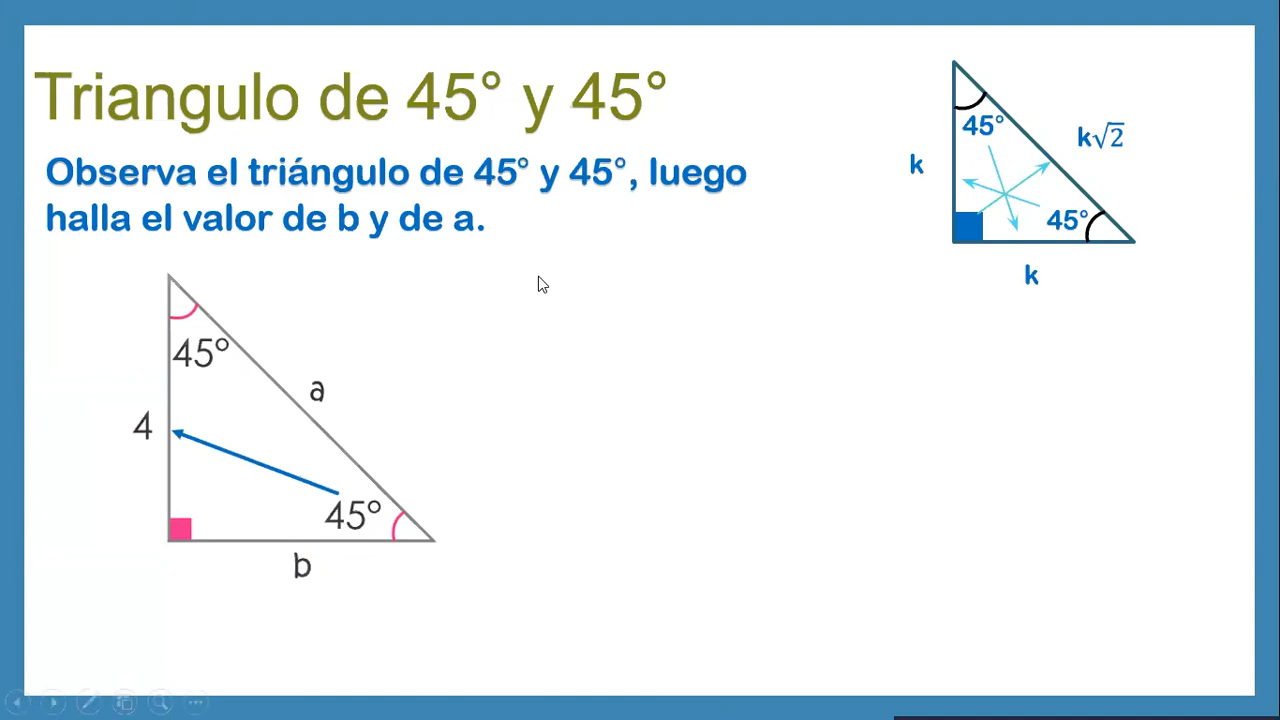 Triangulo de 45° y 45°
Observa el triángulo de 45° y 45°, luego
halla el valor de b y de a.
45°
k√2
k
45°
k
45°
a
4
45°
b